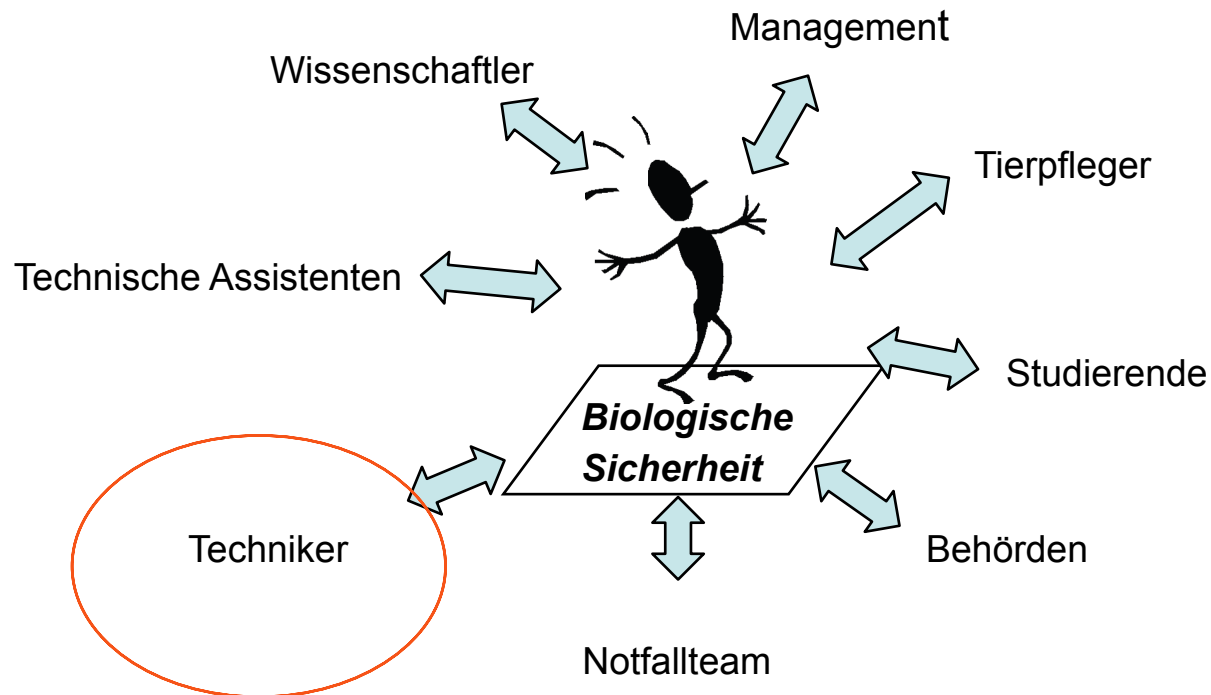 Management
Wissenschaftler
Tierpfleger
Technische Assistenten
Studierende
Biologische
Sicherheit
Techniker
Behörden
Notfallteam